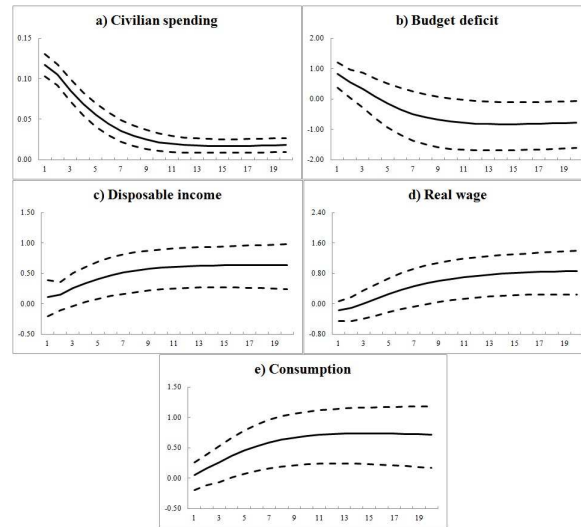 a) Civilian spending
0.15
0.10
0.05
0.00
1 3 5 7 9 11 13 15 17 19
b) Budget deficit
2.00
1.00
0.00
-1.00
-2.00
1 3 5 7 9 11 13 15 17 19
c) Disposable income
1.50
1.00
0.50
0.00
-0.50
1 3 5 7 9 11 13 15 17 19
d) Real wage
2.40
1.60
0.80
0.00
-0.80
1 3 5 7 9 11 13 15 17 19
e) Consumption
1.50
1.00
0.50
0.00
-0.50
1 3 5 7 9 11 13 15 17 19